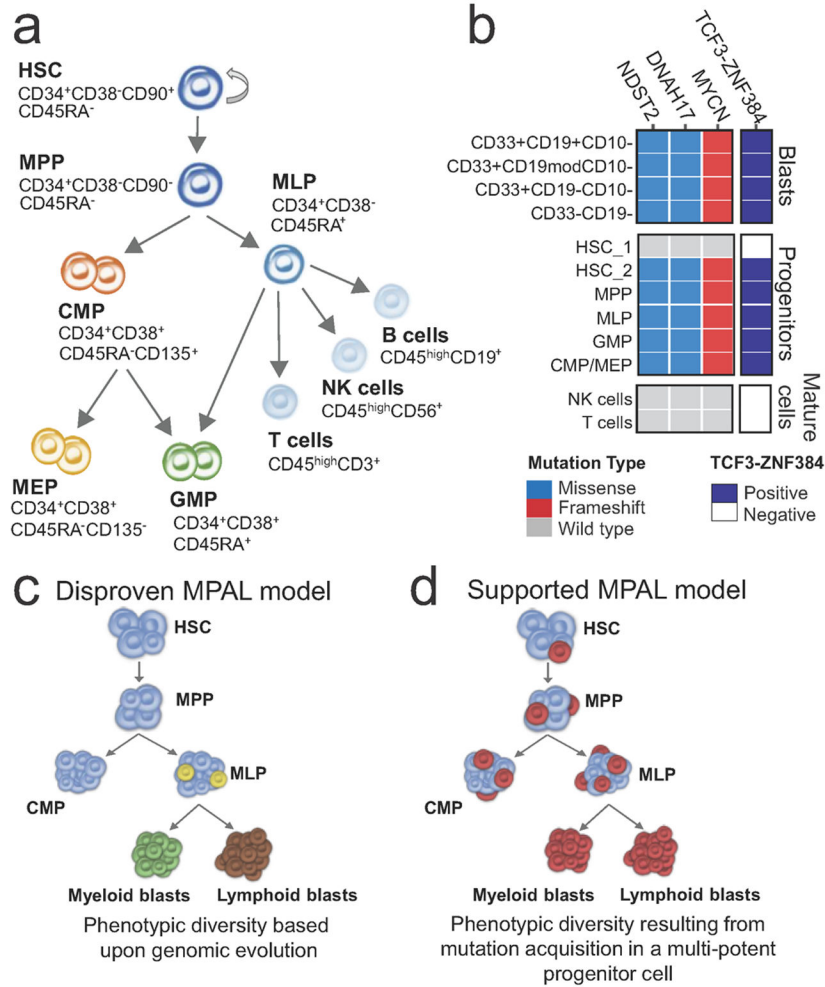 a
HSC
CD34⁺CD38⁻CD90⁺
CD45RA⁻
MPP
CD34⁺CD38⁻CD90⁻
CD45RA⁻
MLP
CD34⁺CD38⁻
CD45RA⁺
CMP
CD34⁺CD38⁺
CD45RA⁻CD135⁺
B cells
CD45ʰⁱᵍʰCD19⁺
NK cells
CD45ʰⁱᵍʰCD56⁺
T cells
CD45ʰⁱᵍʰCD3⁺
MEP
CD34⁺CD38⁺
CD45RA⁻CD135⁻
GMP
CD34⁺CD38⁺
CD45RA⁺
b
NDST2
DNAH17
MYCN
TCF3-ZNF384
CD33+CD19+CD10-
CD33+CD19modCD10-
CD33+CD19-CD10-
CD33-CD19-
Blasts
HSC_1
HSC_2
MPP
MLP
GMP
CMP/MEP
Progenitors
NK cells
T cells
Mature
cells
Mutation Type
Missense
Frameshift
Wild type
TCF3-ZNF384
Positive
Negative
c Disproven MPAL model
HSC
MPP
CMP
MLP
Myeloid blasts
Lymphoid blasts
Phenotypic diversity based
upon genomic evolution
d Supported MPAL model
HSC
MPP
CMP
MLP
Myeloid blasts
Lymphoid blasts
Phenotypic diversity resulting from
mutation acquisition in a multi-potent
progenitor cell